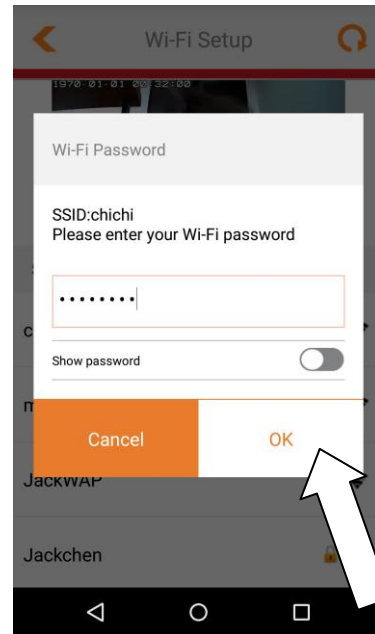 Wi-Fi Setup
1970-01-01 00:32:00
Wi-Fi Password
SSID:chichi
Please enter your Wi-Fi password
••••••••
Show password
Cancel
OK
JackWAP
Jackchen